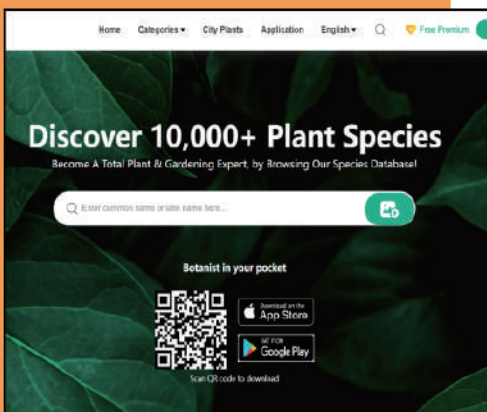 Home Categories▾ City Plants Application English▾ Free Premium
Discover 10,000+ Plant Species
Become A Total Plant & Gardening Expert, by Browsing Our Species Database!
Enter common name or latin name here...
Botanist in your pocket
Download on the
App Store
GET IT ON
Google Play
Scan QR code to download